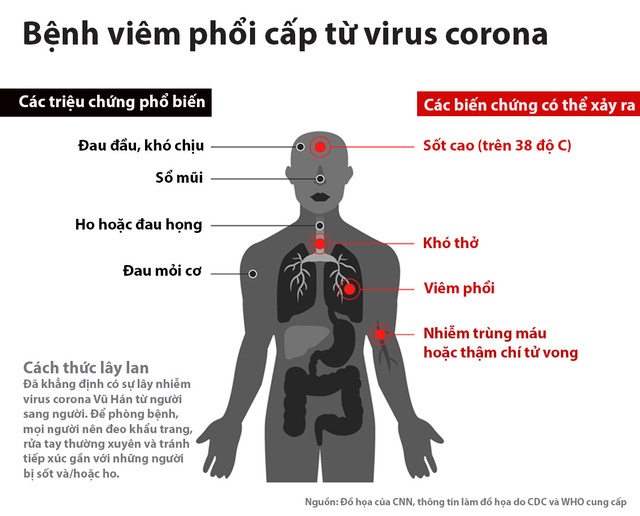 Bệnh viêm phổi cấp từ virus corona
Các triệu chứng phổ biến
Các biến chứng có thể xảy ra
Đau đầu, khó chịu
Sổ mũi
Ho hoặc đau họng
Đau mỏi cơ
Sốt cao (trên 38 độ C)
Khó thở
Viêm phổi
Nhiễm trùng máu
hoặc thậm chí tử vong
Cách thức lây lan
Đã khẳng định có sự lây nhiễm
virus corona Vũ Hán từ người
sang người. Để phòng bệnh,
mọi người nên đeo khẩu trang,
rửa tay thường xuyên và tránh
tiếp xúc gần với những người
bị sốt và/hoặc ho.
Nguồn: Đồ họa của CNN, thông tin làm đồ họa do CDC và WHO cung cấp